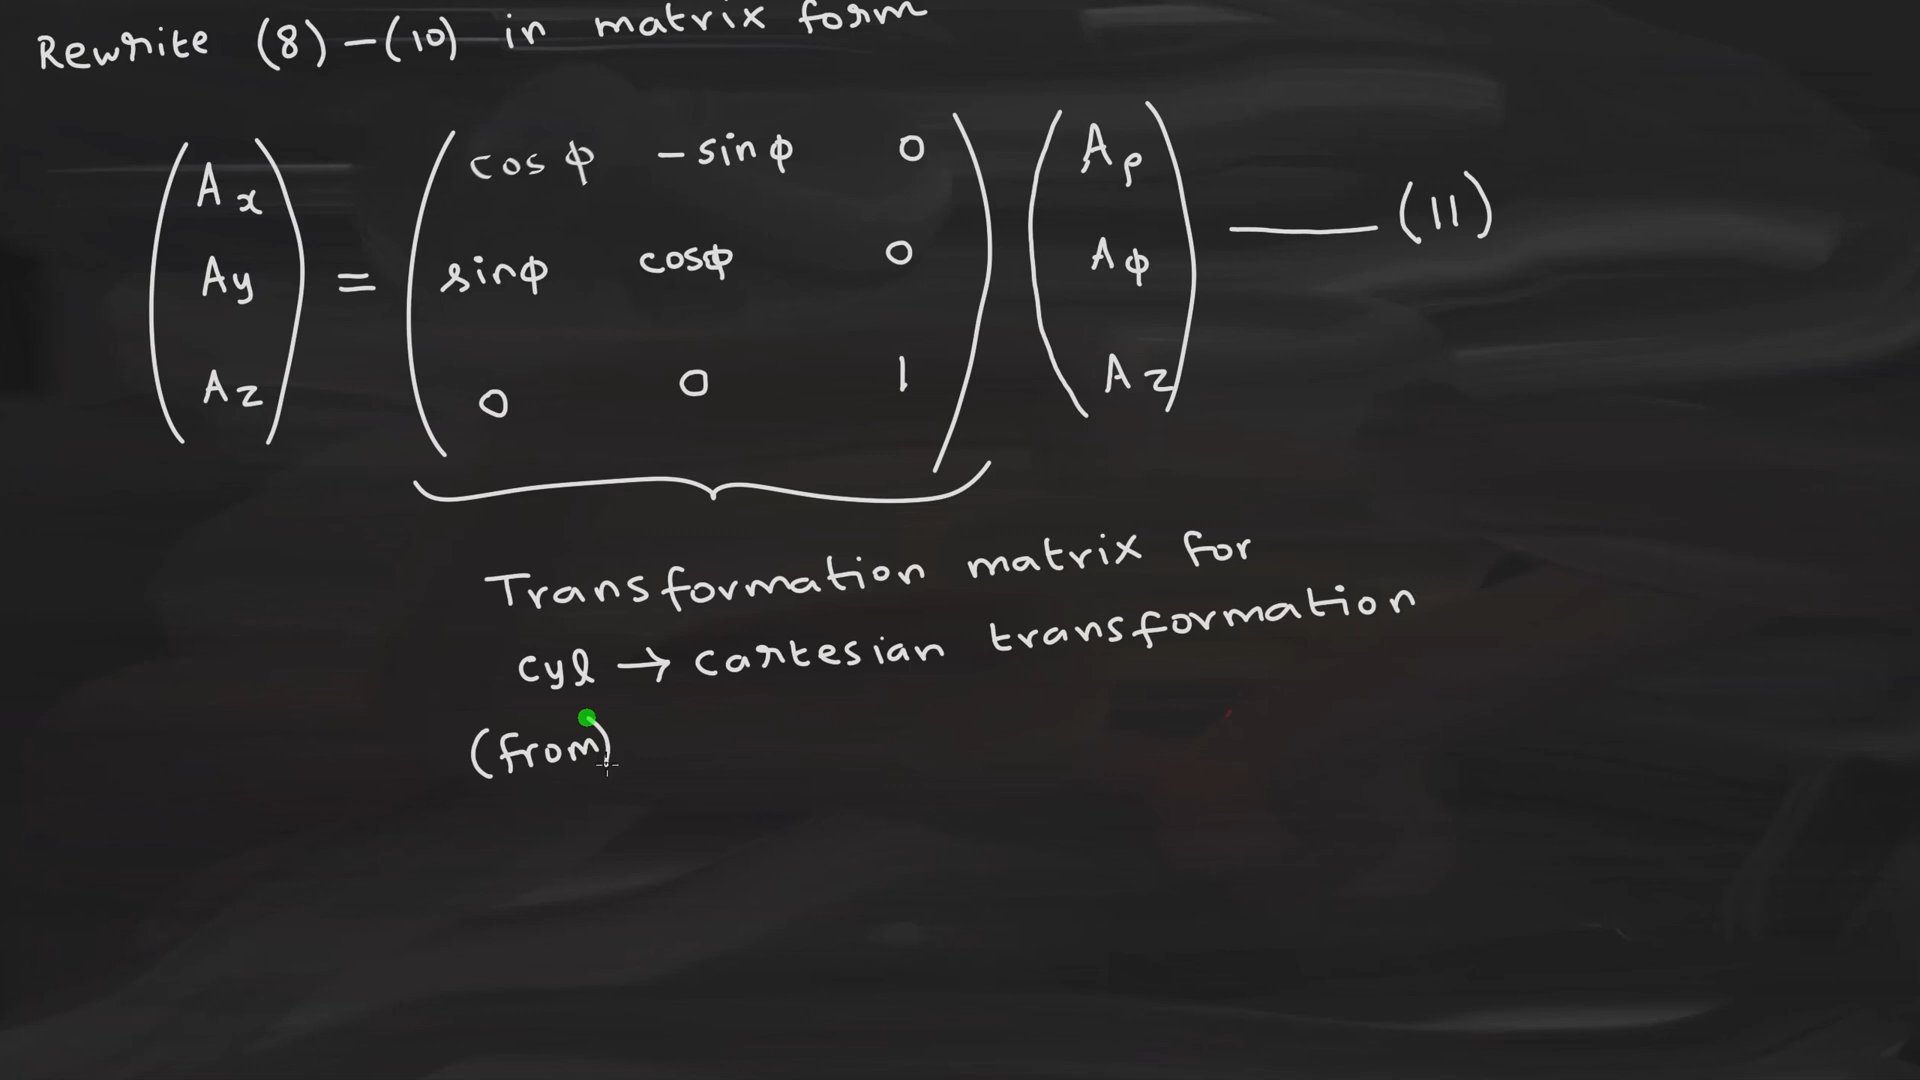 Rewrite (8)-(10) in matrix form
(Ax Ay Az) = (cos φ -sin φ 0 sinφ cosφ 0 0 0 1) (Aρ Aφ Az) —— (11)
Transformation matrix for
cyl → cartesian transformation
(from)